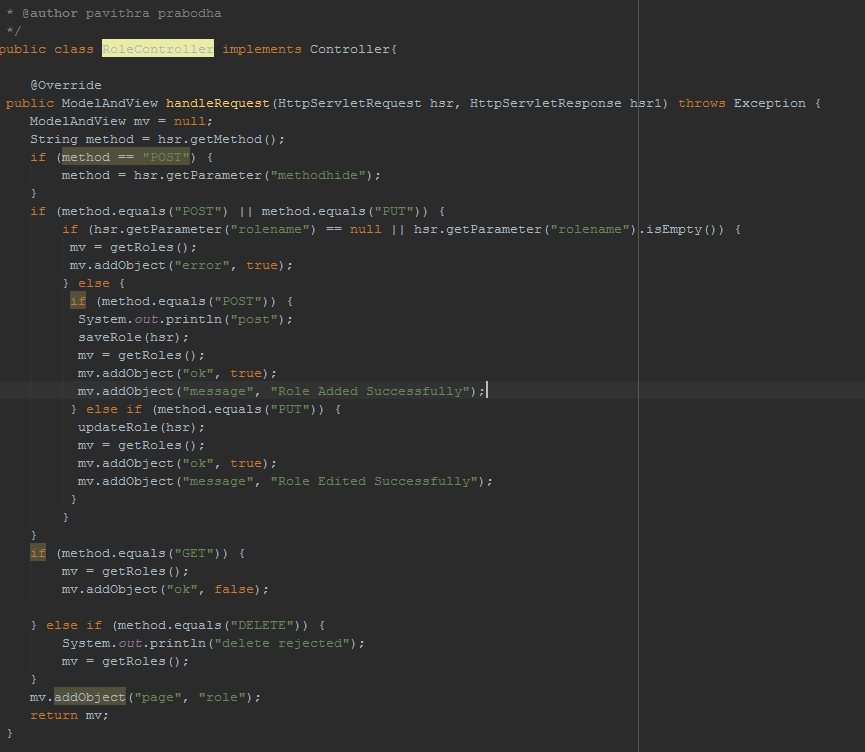 * @author pavithra prabodha
*/
public class RoleController implements Controller{
@Override
public ModelAndView handleRequest(HttpServletRequest hsr, HttpServletResponse hsr1) throws Exception {
ModelAndView mv = null;
String method = hsr.getMethod();
if (method == "POST") {
method = hsr.getParameter("methodhide");
}
if (method.equals("POST") || method.equals("PUT")) {
if (hsr.getParameter("rolename") == null || hsr.getParameter("rolename").isEmpty()) {
mv = getRoles();
mv.addObject("error", true);
} else {
if (method.equals("POST")) {
System.out.println("post");
saveRole(hsr);
mv = getRoles();
mv.addObject("ok", true);
mv.addObject("message", "Role Added Successfully");
} else if (method.equals("PUT")) {
updateRole(hsr);
mv = getRoles();
mv.addObject("ok", true);
mv.addObject("message", "Role Edited Successfully");
}
}
}
if (method.equals("GET")) {
mv = getRoles();
mv.addObject("ok", false);
} else if (method.equals("DELETE")) {
System.out.println("delete rejected");
mv = getRoles();
}
mv.addObject("page", "role");
return mv;
}